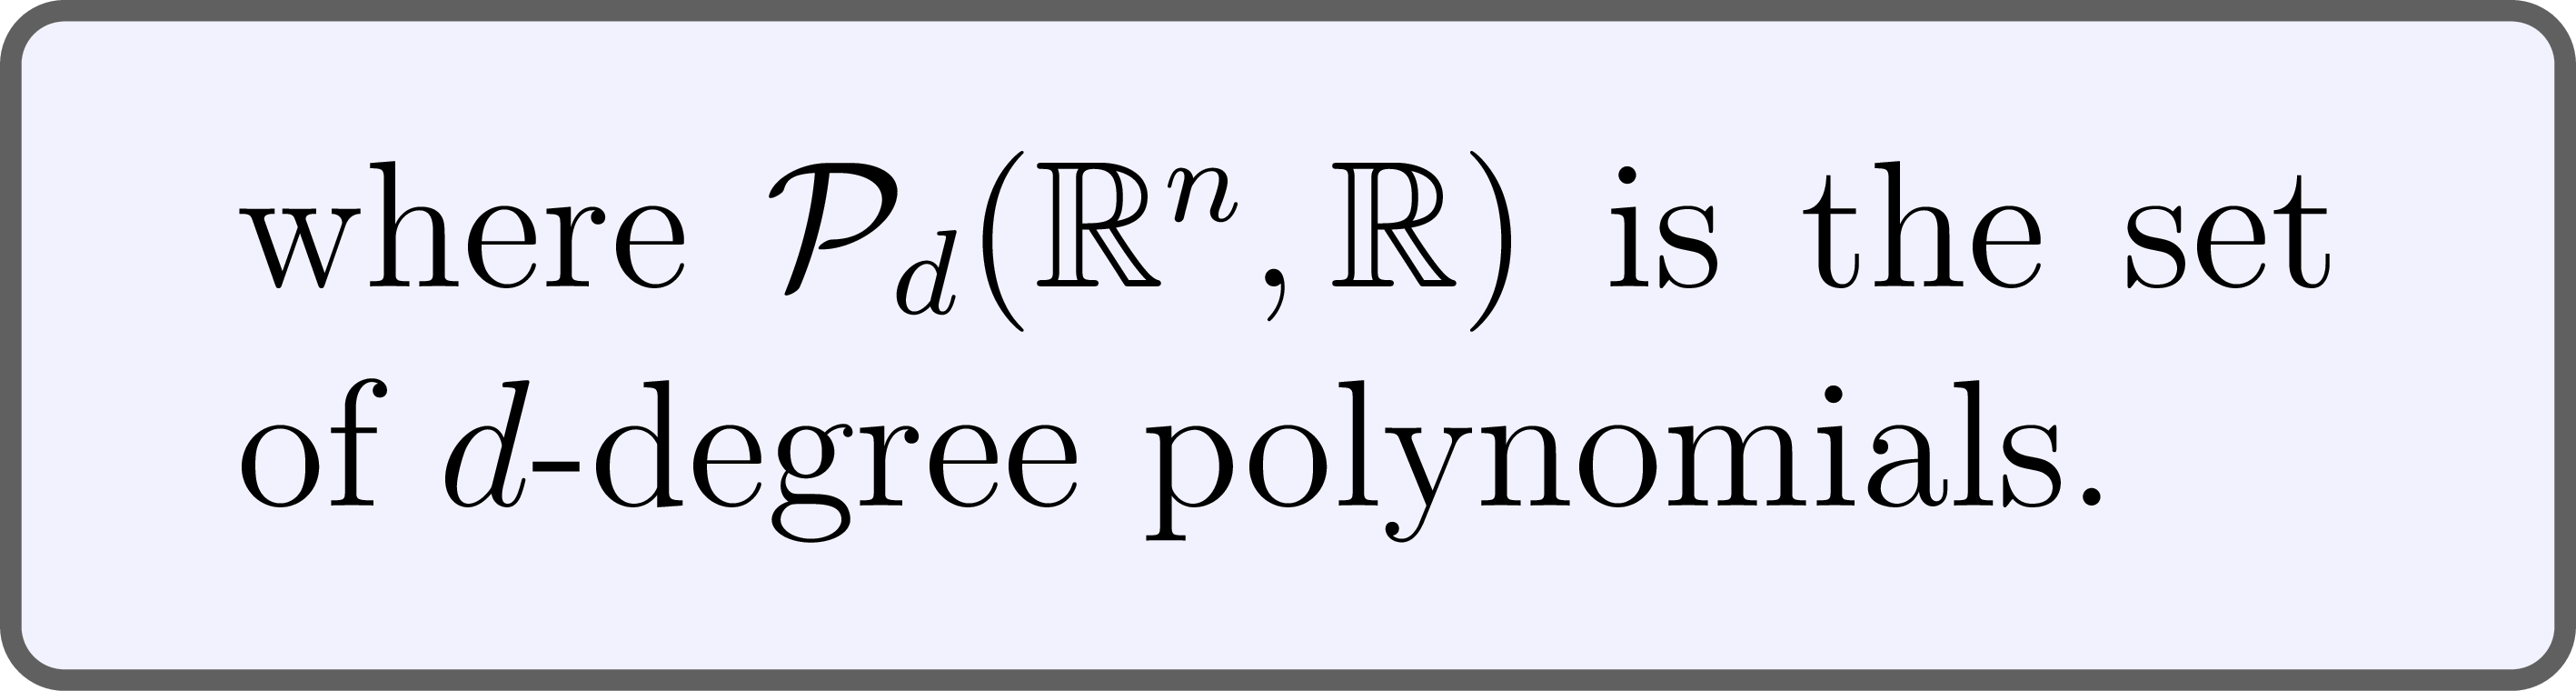 where $\mathcal{P}_d(\mathbb{R}^n, \mathbb{R})$ is the set
of $d$-degree polynomials.